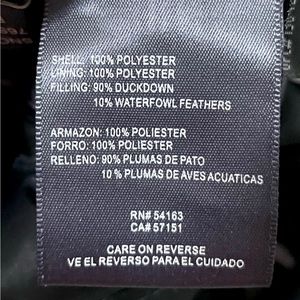 SHELL: 100% POLYESTER
LINING: 100% POLYESTER
FILLING: 90% DUCKDOWN
10% WATERFOWL FEATHERS
ARMAZON: 100% POLIESTER
FORRO: 100% POLIESTER
RELLENO: 90% PLUMAS DE PATO
10% PLUMAS DE AVES ACUATICAS
RN# 54163
CA# 57151
CARE ON REVERSE
VE EL REVERSO PARA EL CUIDADO